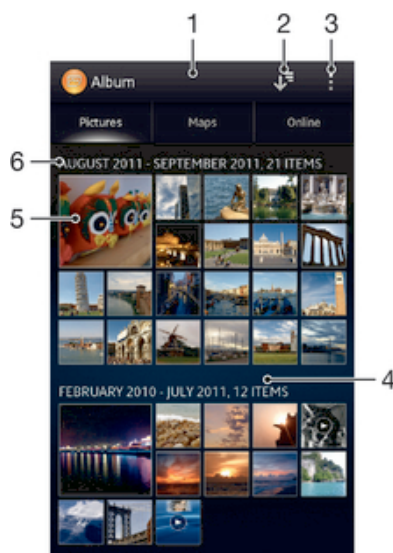 1
2
3
Album
Pictures Maps Online
6 AUGUST 2011 - SEPTEMBER 2011, 21 ITEMS
5
4
FEBRUARY 2010 - JULY 2011, 12 ITEMS